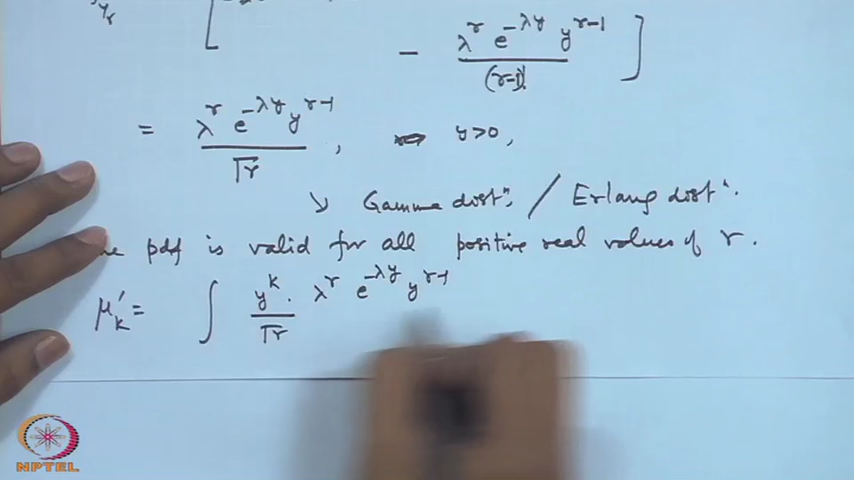 − λ^r e^{-λy} y^{r-1} / (r-1)! ]
= λ^r e^{-λy} y^{r-1} / Γr , y>0,
↘ Gamma distⁿ, / Erlang distⁿ.
pdf is valid for all positive real values of r.
μ'_k = ∫ y^k / Γr . λ^r e^{-λy} y^{r-1}
NPTEL